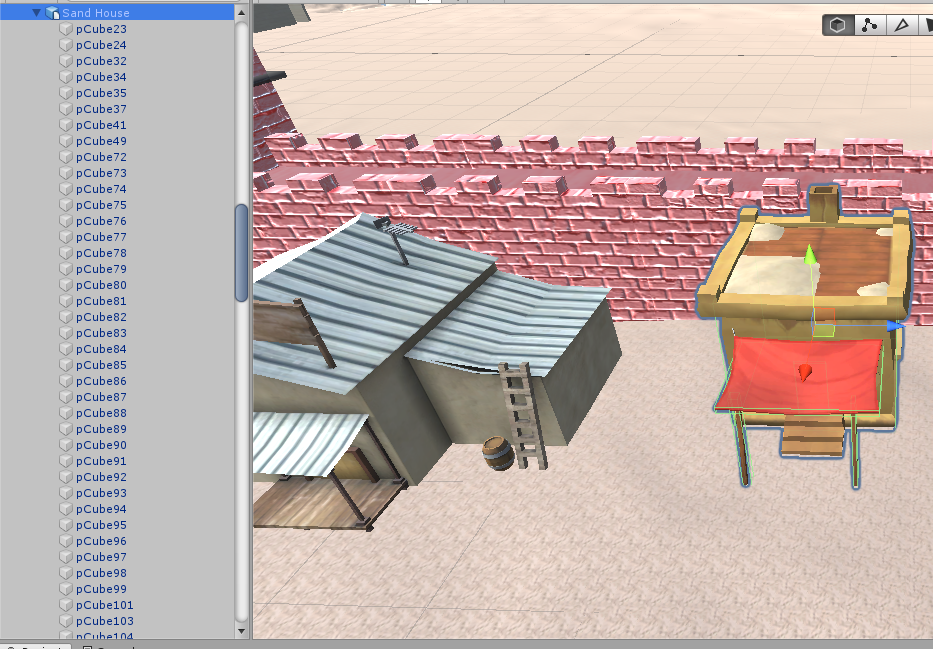 Sand House
pCube23
pCube24
pCube32
pCube34
pCube35
pCube37
pCube41
pCube49
pCube72
pCube73
pCube74
pCube75
pCube76
pCube77
pCube78
pCube79
pCube80
pCube81
pCube82
pCube83
pCube84
pCube85
pCube86
pCube87
pCube88
pCube89
pCube90
pCube91
pCube92
pCube93
pCube94
pCube95
pCube96
pCube97
pCube98
pCube99
pCube101
pCube103
pCube104